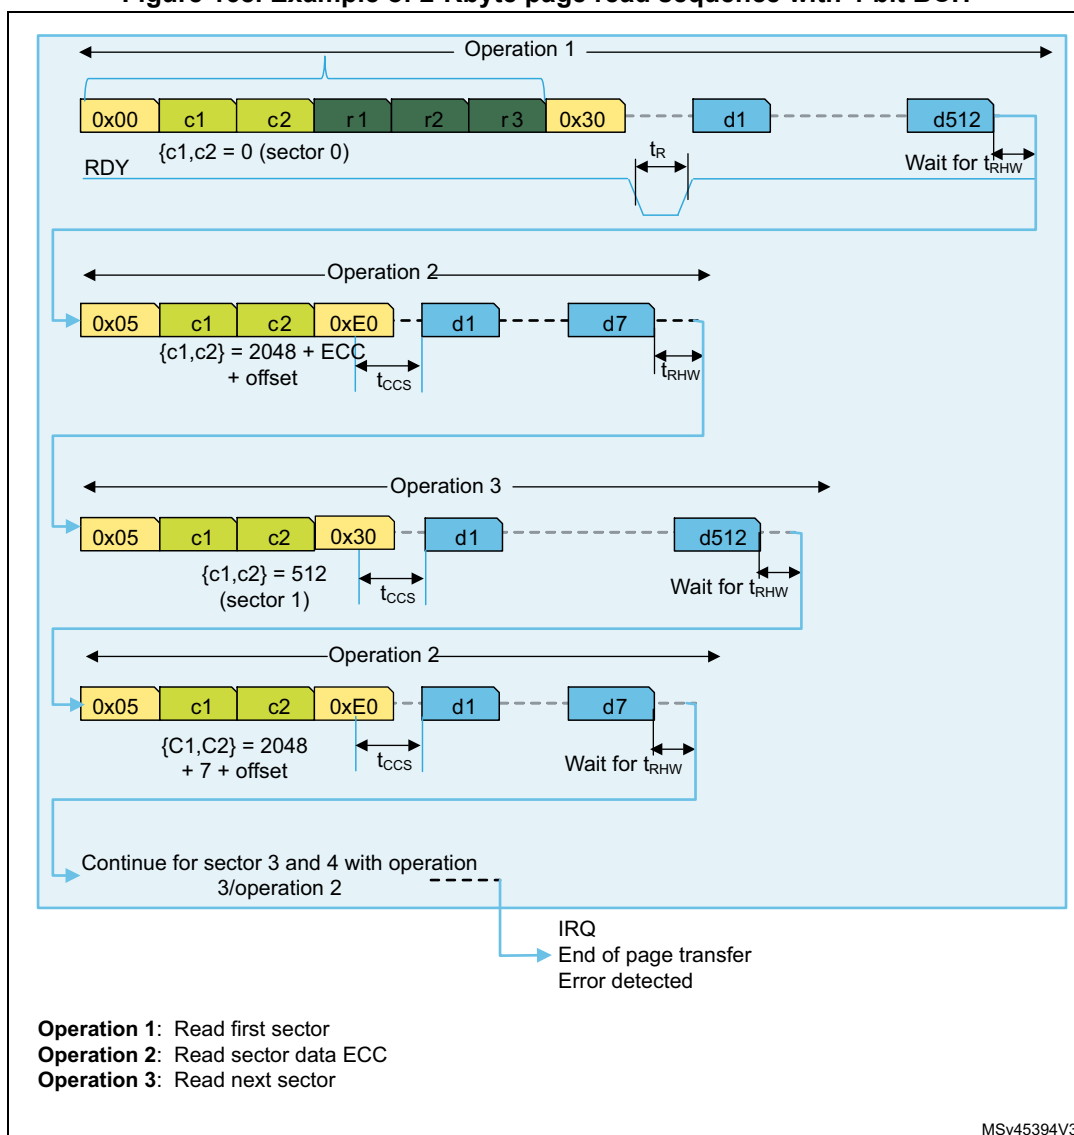 Operation 1
0x00 c1 c2 r1 r2 r3 0x30 d1 d512
{c1,c2 = 0 (sector 0)
RDY
tR
Wait for tRHW
Operation 2
0x05 c1 c2 0xE0 d1 d7
{c1,c2} = 2048 + ECC
+ offset
tCCS
tRHW
Operation 3
0x05 c1 c2 0x30 d1 d512
{c1,c2} = 512
(sector 1)
tCCS
Wait for tRHW
Operation 2
0x05 c1 c2 0xE0 d1 d7
{C1,C2} = 2048
+ 7 + offset
tCCS
Wait for tRHW
Continue for sector 3 and 4 with operation
3/operation 2
IRQ
End of page transfer
Error detected
Operation 1: Read first sector
Operation 2: Read sector data ECC
Operation 3: Read next sector
MSv45394V3